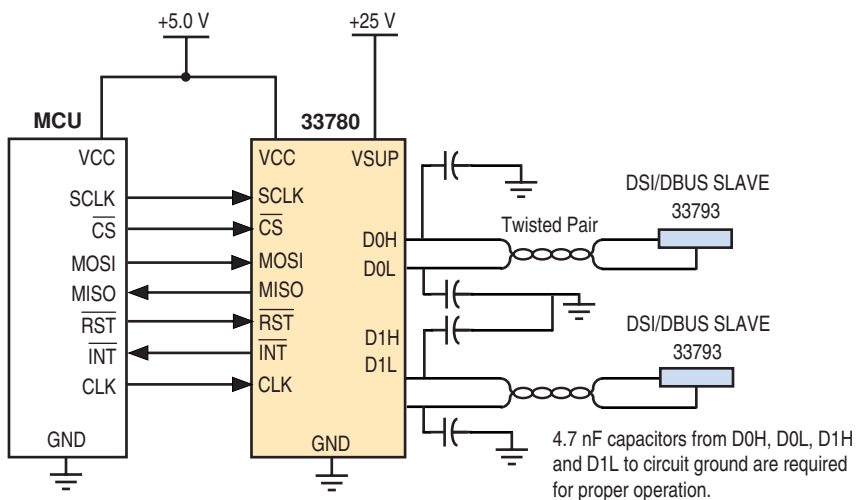 +5.0 V
+25 V
MCU
33780
VCC
VCC
VSUP
SCLK
SCLK
CS
CS
MOSI
MOSI
MISO
MISO
RST
RST
INT
INT
CLK
CLK
GND
GND
D0H
D0L
D1H
D1L
Twisted Pair
DSI/DBUS SLAVE
33793
DSI/DBUS SLAVE
33793
4.7 nF capacitors from D0H, D0L, D1H
and D1L to circuit ground are required
for proper operation.